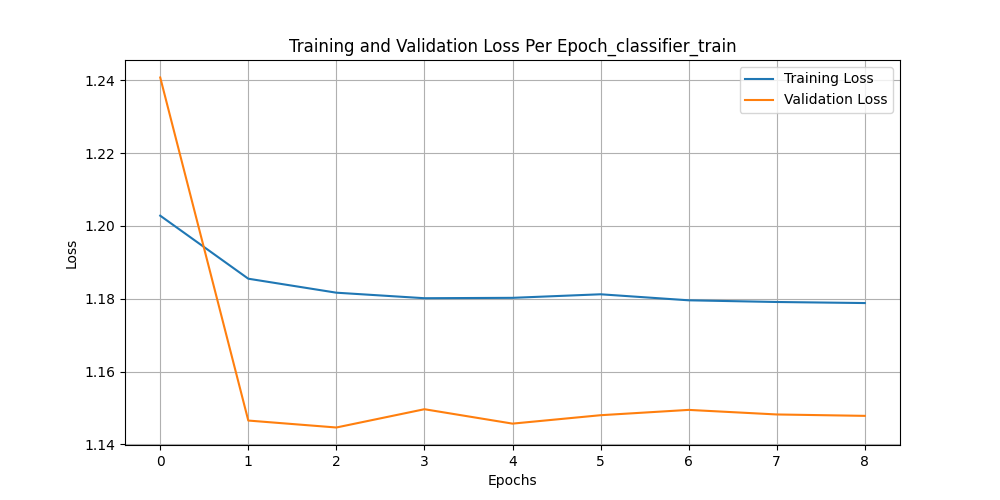 Training and Validation Loss Per Epoch_classifier_train
Training Loss
Validation Loss
1.24
1.22
1.20
1.18
1.16
1.14
Loss
0 1 2 3 4 5 6 7 8
Epochs